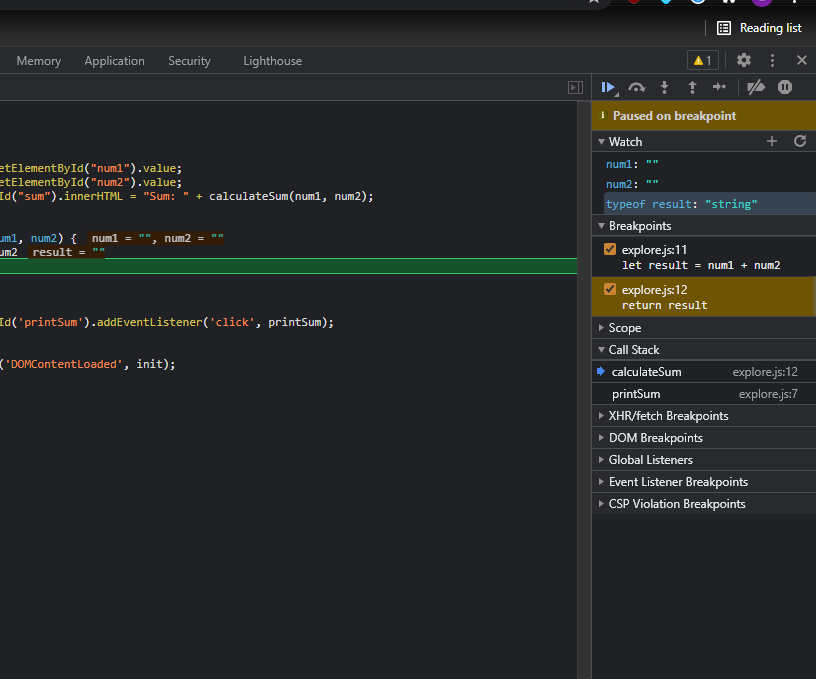 Reading list
Memory Application Security Lighthouse 1
Paused on breakpoint
Watch
num1: ""
num2: ""
typeof result: "string"
Breakpoints
explore.js:11
let result = num1 + num2
explore.js:12
return result
Scope
Call Stack
calculateSum explore.js:12
printSum explore.js:7
XHR/fetch Breakpoints
DOM Breakpoints
Global Listeners
Event Listener Breakpoints
CSP Violation Breakpoints
etElementById("num1").value;
etElementById("num2").value;
Id("sum").innerHTML = "Sum: " + calculateSum(num1, num2);
um1, num2) { num1 = "", num2 = ""
um2 result = ""
Id('printSum').addEventListener('click', printSum);
('DOMContentLoaded', init);